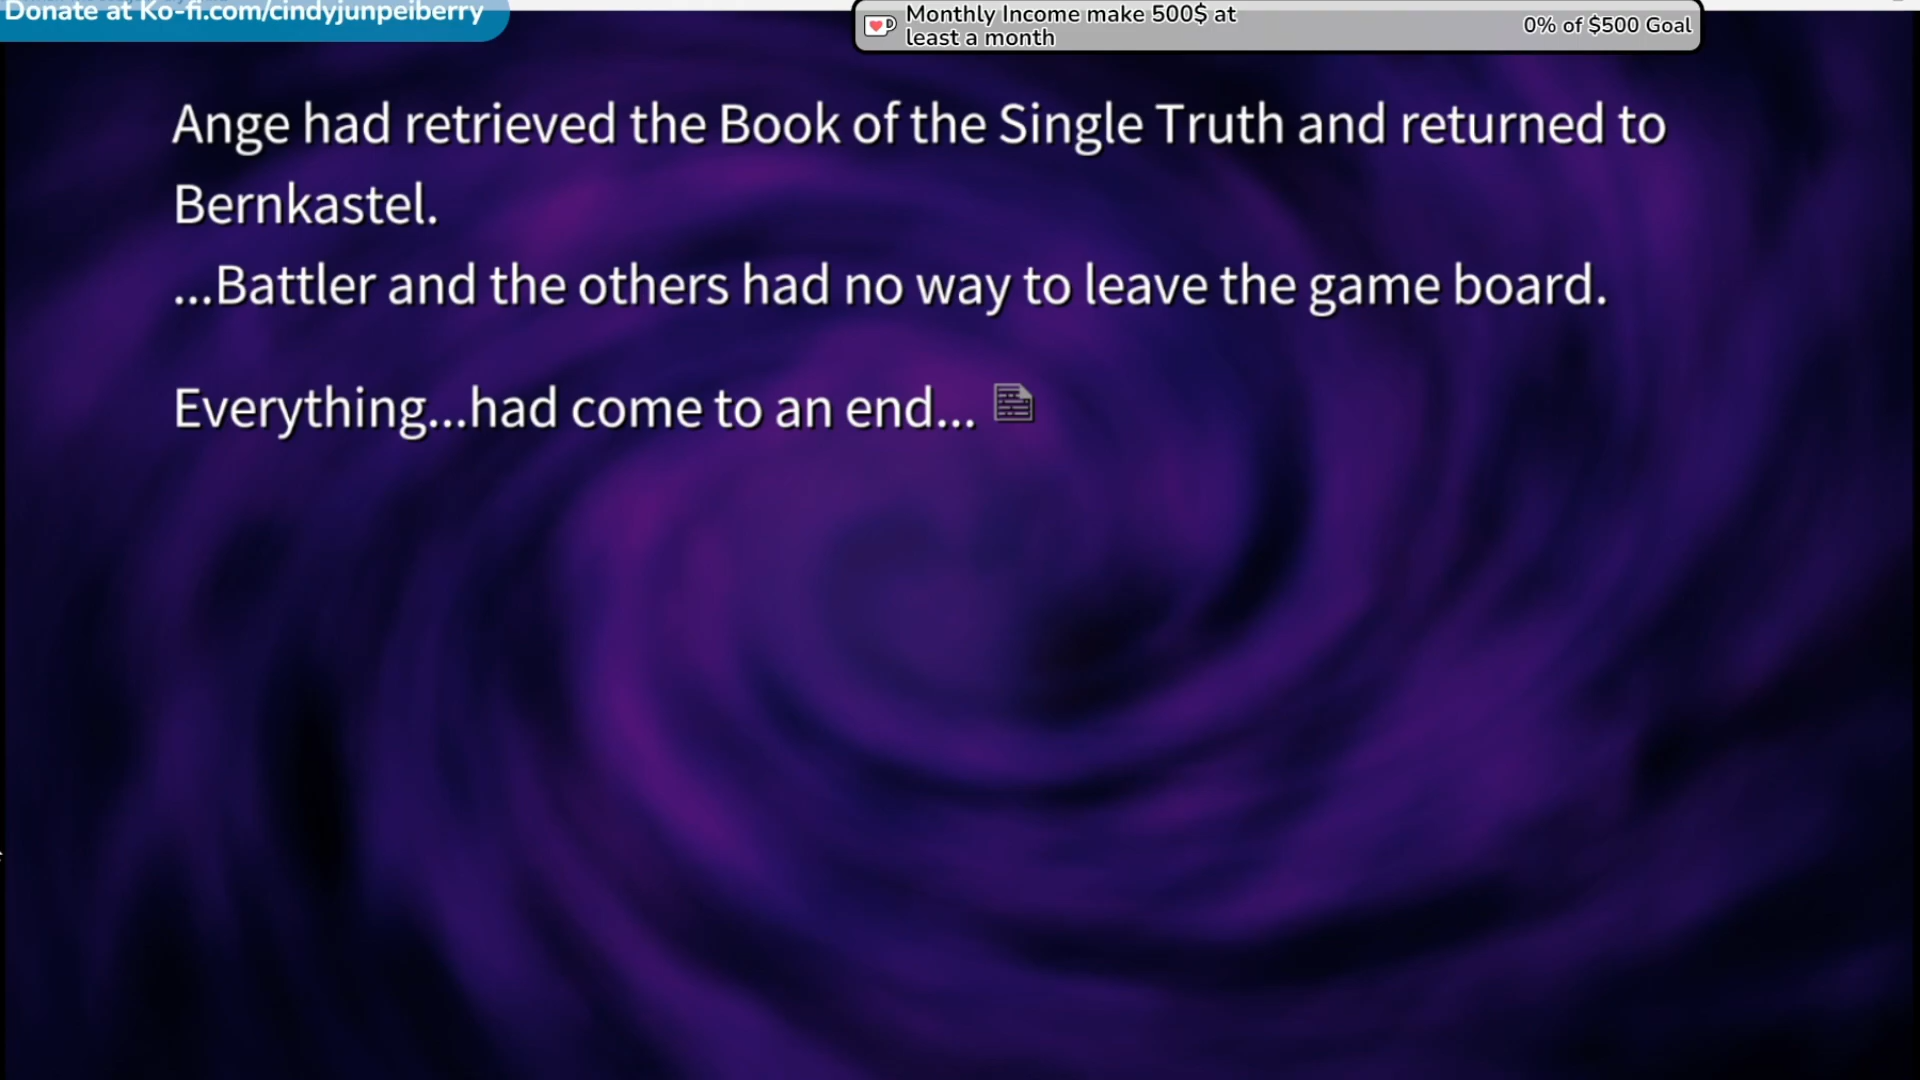 Donate at Ko-fi.com/cindyjunpeiberry
Monthly Income make 500$ at
least a month
0% of $500 Goal
Ange had retrieved the Book of the Single Truth and returned to
Bernkastel.
...Battler and the others had no way to leave the game board.
Everything...had come to an end...